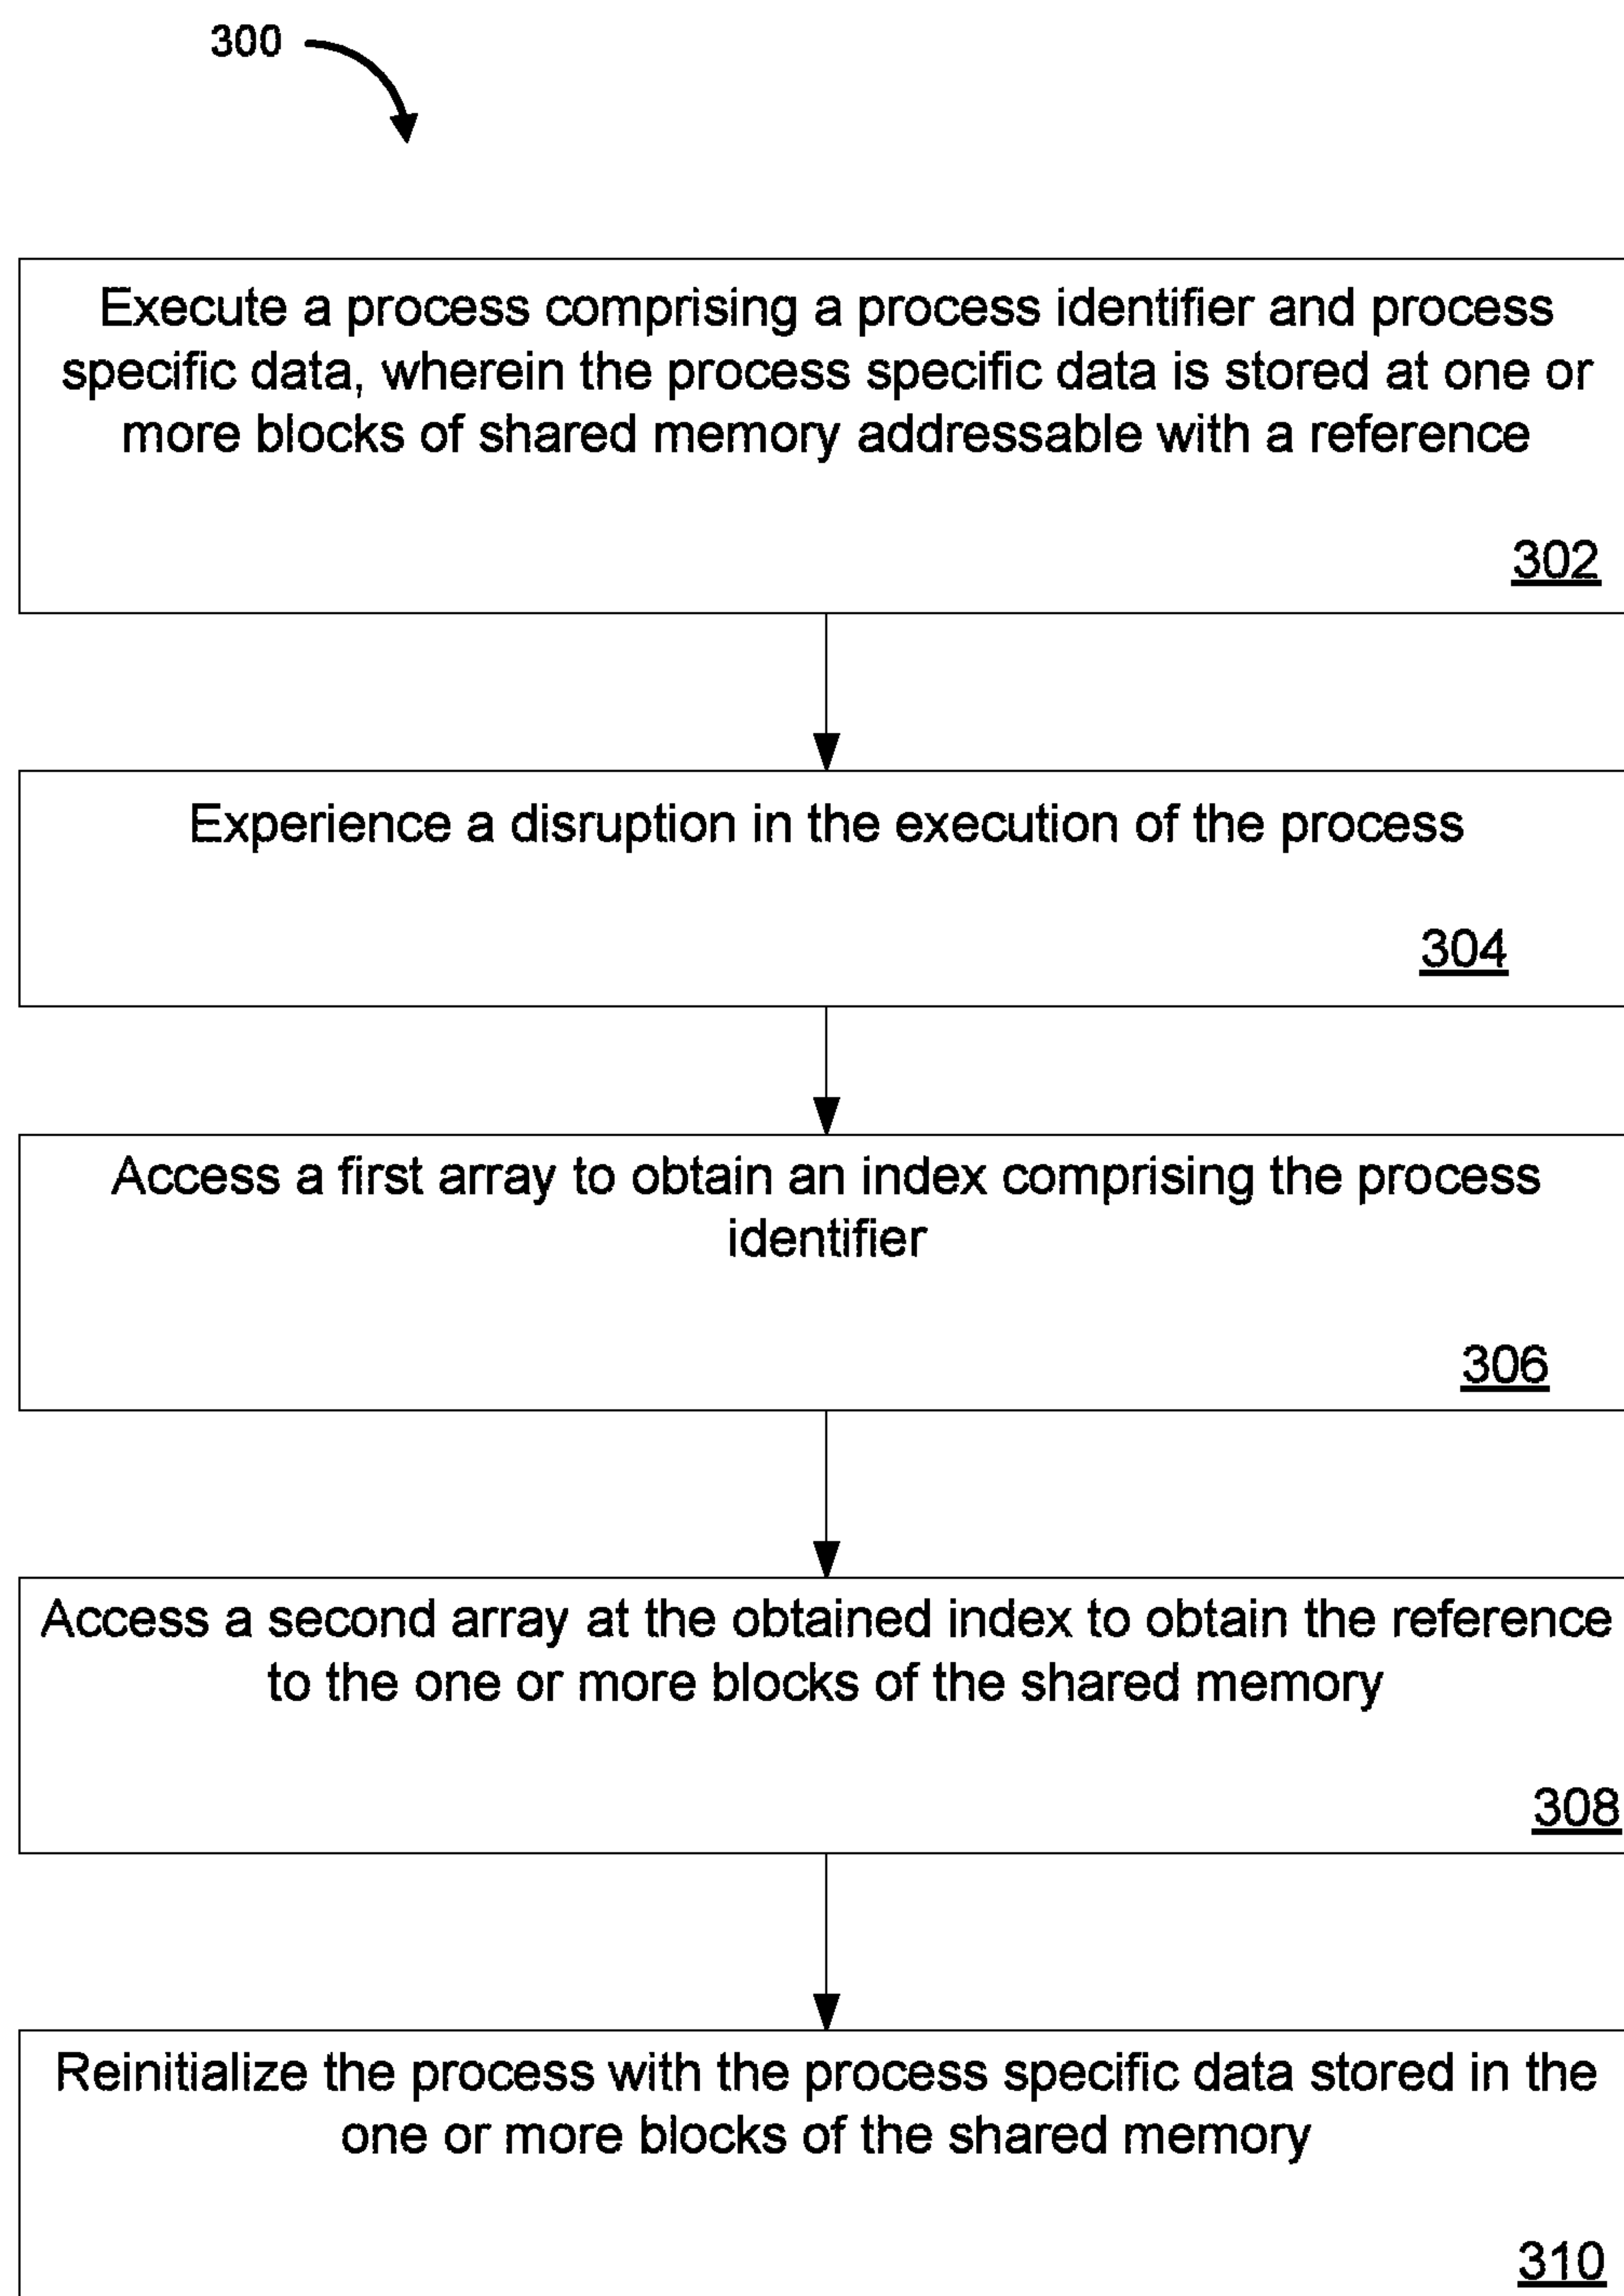 300
Execute a process comprising a process identifier and process
specific data, wherein the process specific data is stored at one or
more blocks of shared memory addressable with a reference
302
Experience a disruption in the execution of the process
304
Access a first array to obtain an index comprising the process
identifier
306
Access a second array at the obtained index to obtain the reference
to the one or more blocks of the shared memory
308
Reinitialize the process with the process specific data stored in the
one or more blocks of the shared memory
310